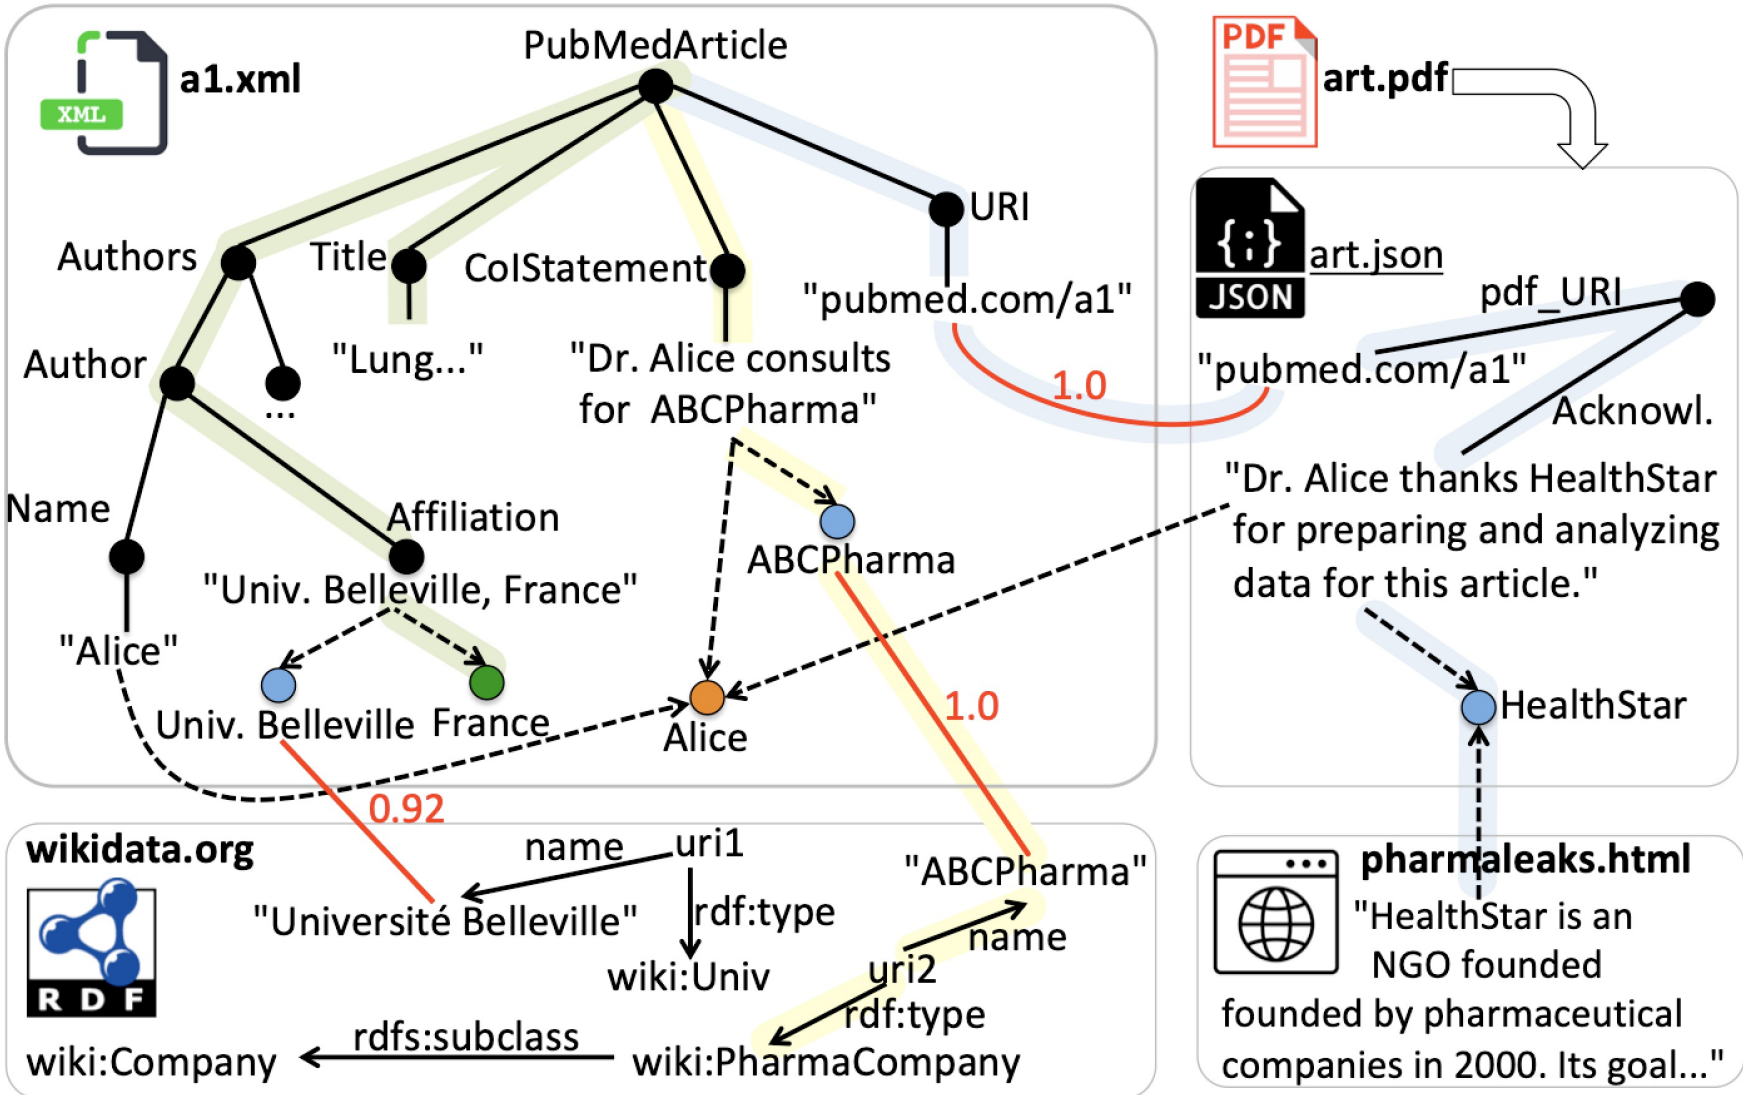 PubMedArticle
XML
a1.xml
Authors
Title
CoIStatement
URI
"pubmed.com/a1"
Author
...
"Lung..."
"Dr. Alice consults
for ABCPharma"
1.0
Name
Affiliation
"Univ. Belleville, France"
ABCPharma
"Alice"
Univ. Belleville
France
Alice
1.0
0.92
PDF
art.pdf
{;}
JSON
art.json
pdf_URI
"pubmed.com/a1"
Acknowl.
"Dr. Alice thanks HealthStar
for preparing and analyzing
data for this article."
HealthStar
wikidata.org
RDF
name
uri1
"Université Belleville"
rdf:type
wiki:Univ
"ABCPharma"
name
uri2
rdf:type
rdfs:subclass
wiki:Company
wiki:PharmaCompany
pharmaleaks.html
"HealthStar is an
NGO founded
founded by pharmaceutical
companies in 2000. Its goal..."